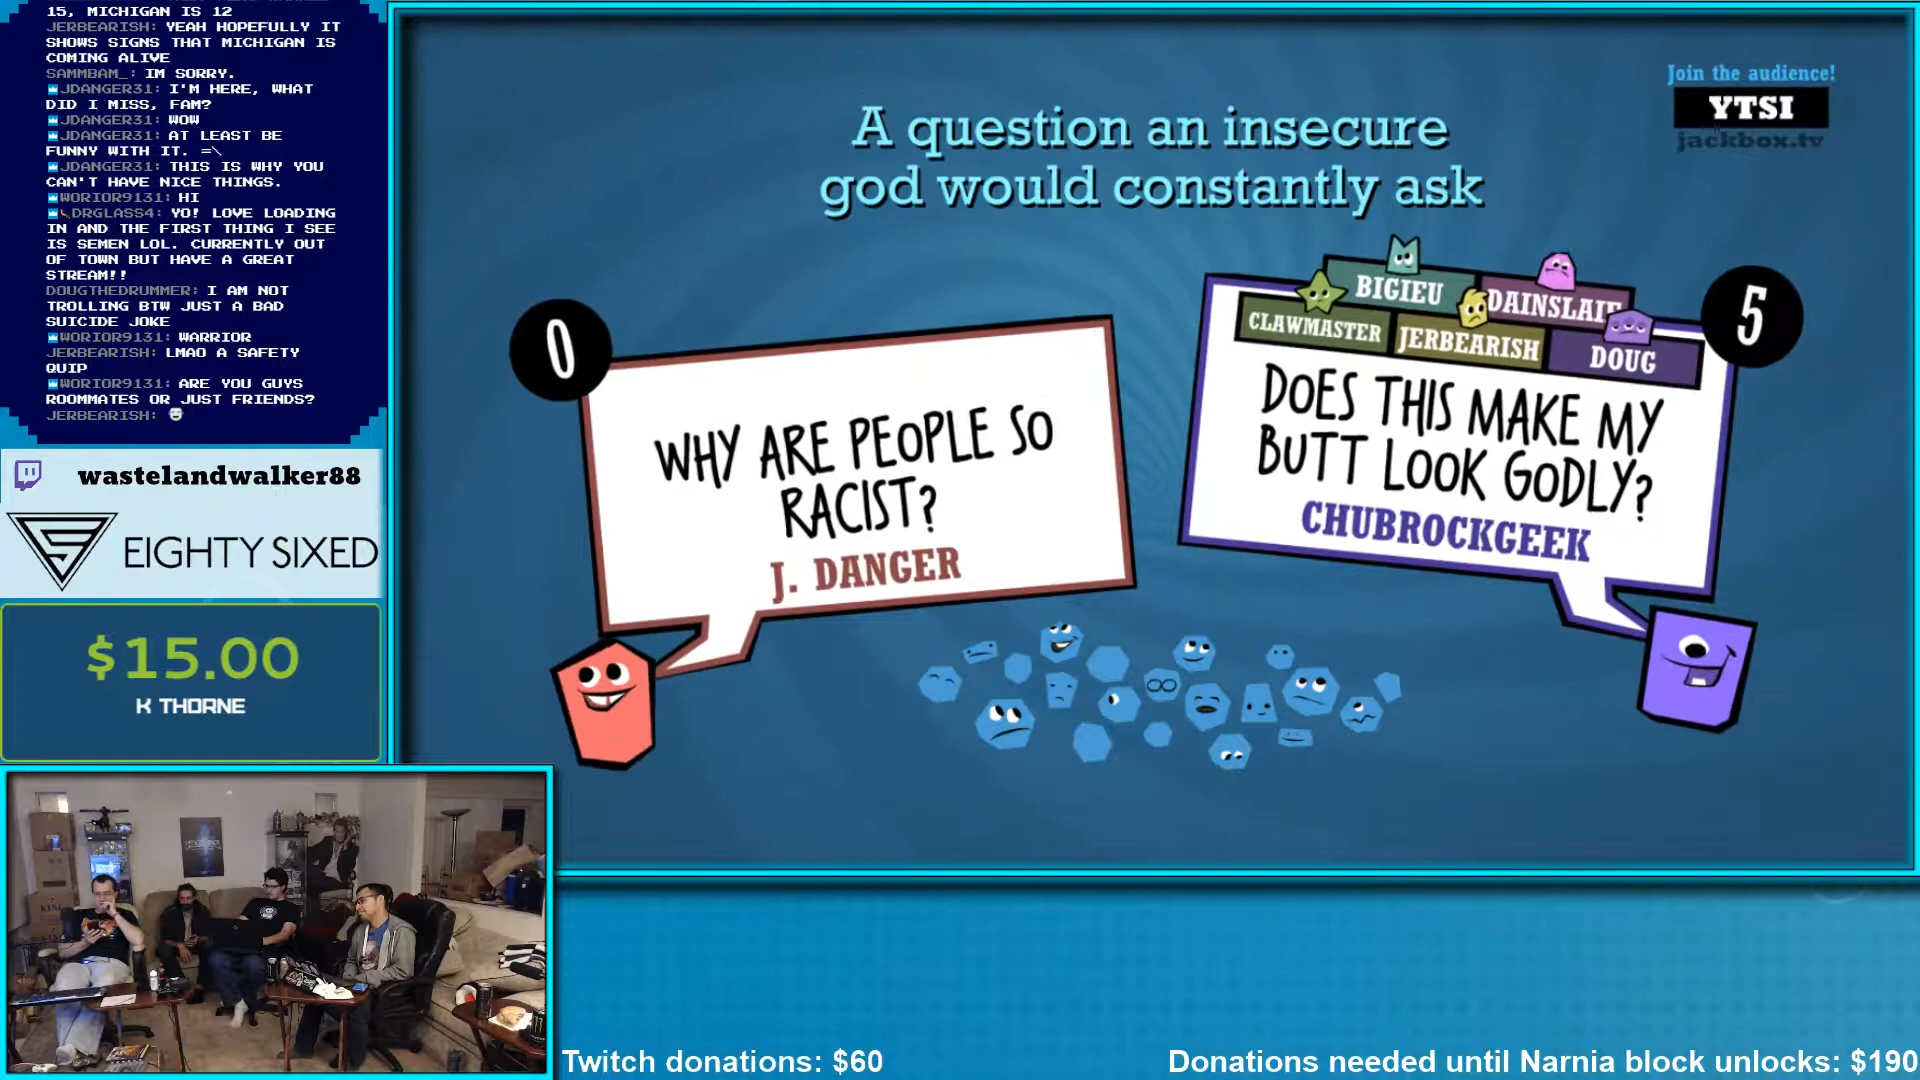 15, MICHIGAN IS 12
JERBEARISH: YEAH HOPEFULLY IT
SHOWS SIGNS THAT MICHIGAN IS
COMING ALIVE
SAMMBAM_: IM SORRY.
JDANGER31: I'M HERE, WHAT
DID I MISS, FAM?
JDANGER31: WOW
JDANGER31: AT LEAST BE
FUNNY WITH IT. =\
JDANGER31: THIS IS WHY YOU
CAN'T HAVE NICE THINGS.
WORIOR9131: HI
DRGLASS4: YO! LOVE LOADING
IN AND THE FIRST THING I SEE
IS SEMEN LOL. CURRENTLY OUT
OF TOWN BUT HAVE A GREAT
STREAM!!
DOUGTHEDRUMMER: I AM NOT
TROLLING BTW JUST A BAD
SUICIDE JOKE
WORIOR9131: WARRIOR
JERBEARISH: LMAO A SAFETY
QUIP
WORIOR9131: ARE YOU GUYS
ROOMMATES OR JUST FRIENDS?
JERBEARISH:
wastelandwalker88
EIGHTY SIXED
$15.00
K THORNE
Join the audience!
YTSI
jackbox.tv
A question an insecure
god would constantly ask
0
WHY ARE PEOPLE SO
RACIST?
J. DANGER
5
BIGIEU DAINSLAIF
CLAWMASTER JERBEARISH DOUG
DOES THIS MAKE MY
BUTT LOOK GODLY?
CHUBROCKGEEK
Twitch donations: $60
Donations needed until Narnia block unlocks: $190